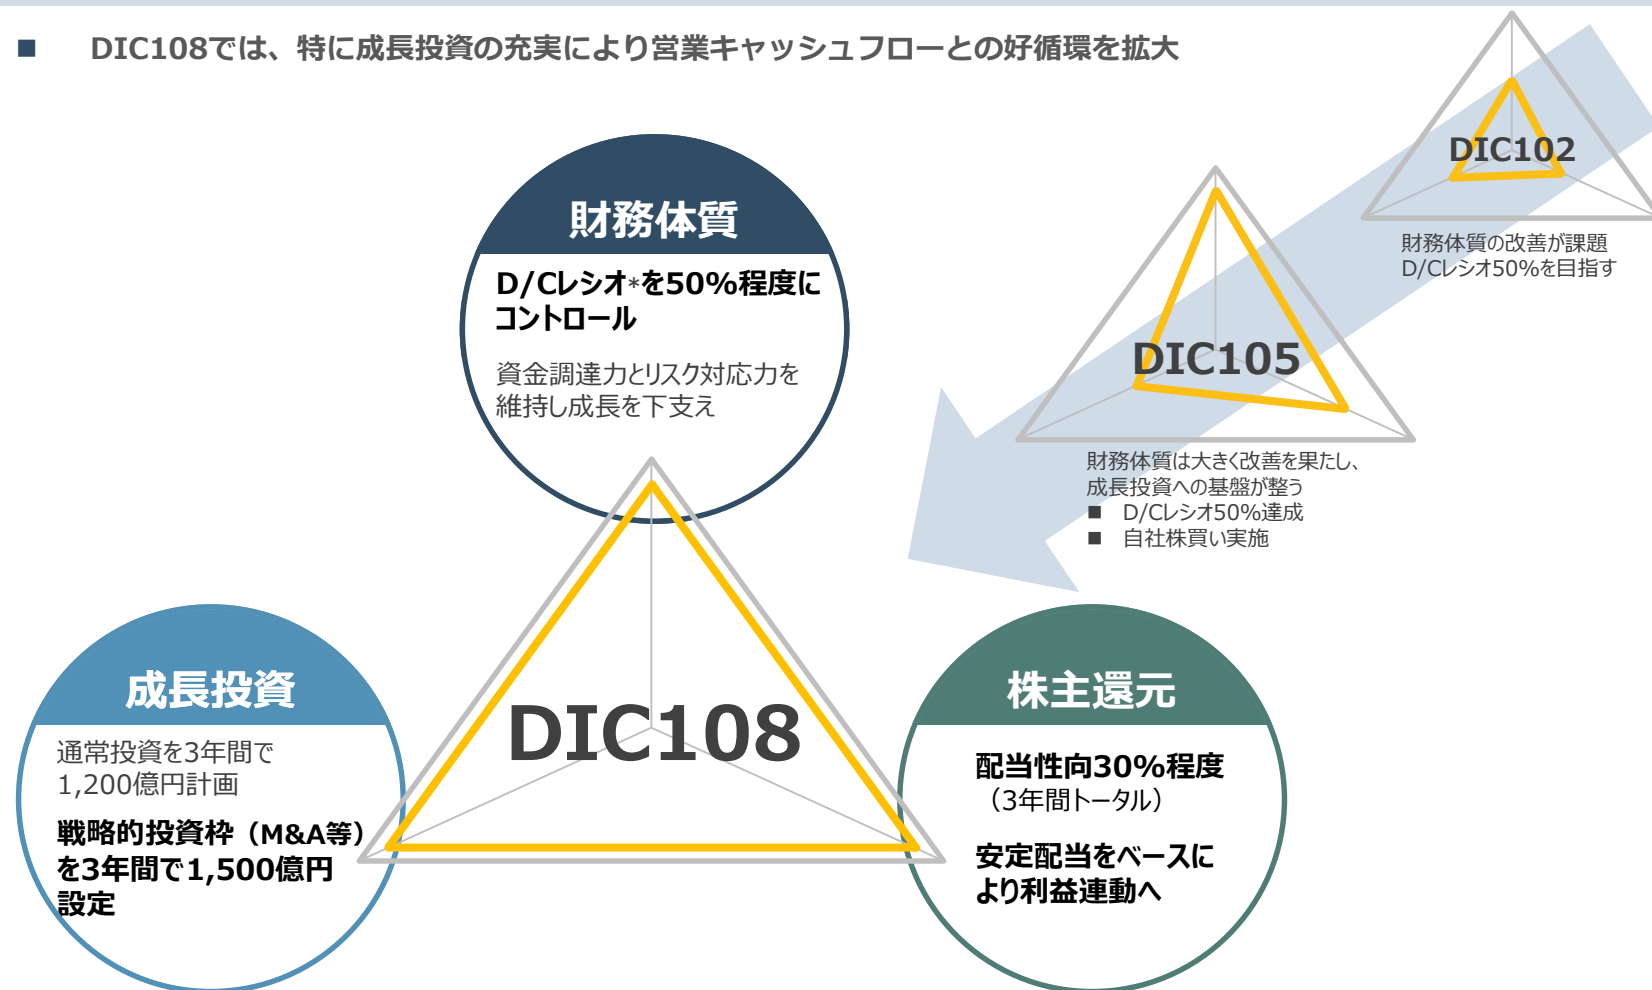 ■ DIC108では、特に成長投資の充実により営業キャッシュフローとの好循環を拡大
DIC102
財務体質の改善が課題
D/Cレシオ50%を目指す
DIC105
財務体質は大きく改善を果たし、
成長投資への基盤が整う
■ D/Cレシオ50%達成
■ 自社株買い実施
財務体質
D/Cレシオ*を50%程度に
コントロール
資金調達力とリスク対応力を
維持し成長を下支え
DIC108
成長投資
通常投資を3年間で
1,200億円計画
戦略的投資枠（M&A等）
を3年間で1,500億円
設定
株主還元
配当性向30%程度
（3年間トータル）
安定配当をベースに
より利益連動へ